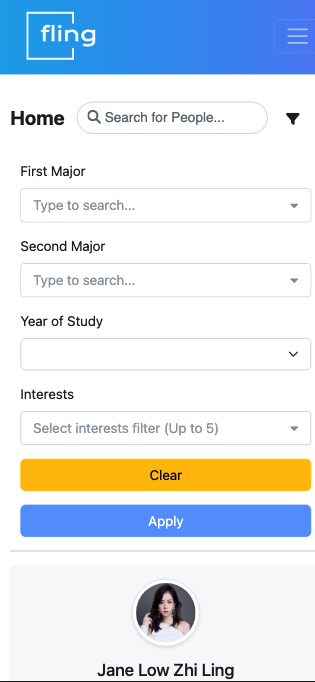 fling
Home
Search for People...
First Major
Type to search...
Second Major
Type to search...
Year of Study
Interests
Select interests filter (Up to 5)
Clear
Apply
Jane Low Zhi Ling